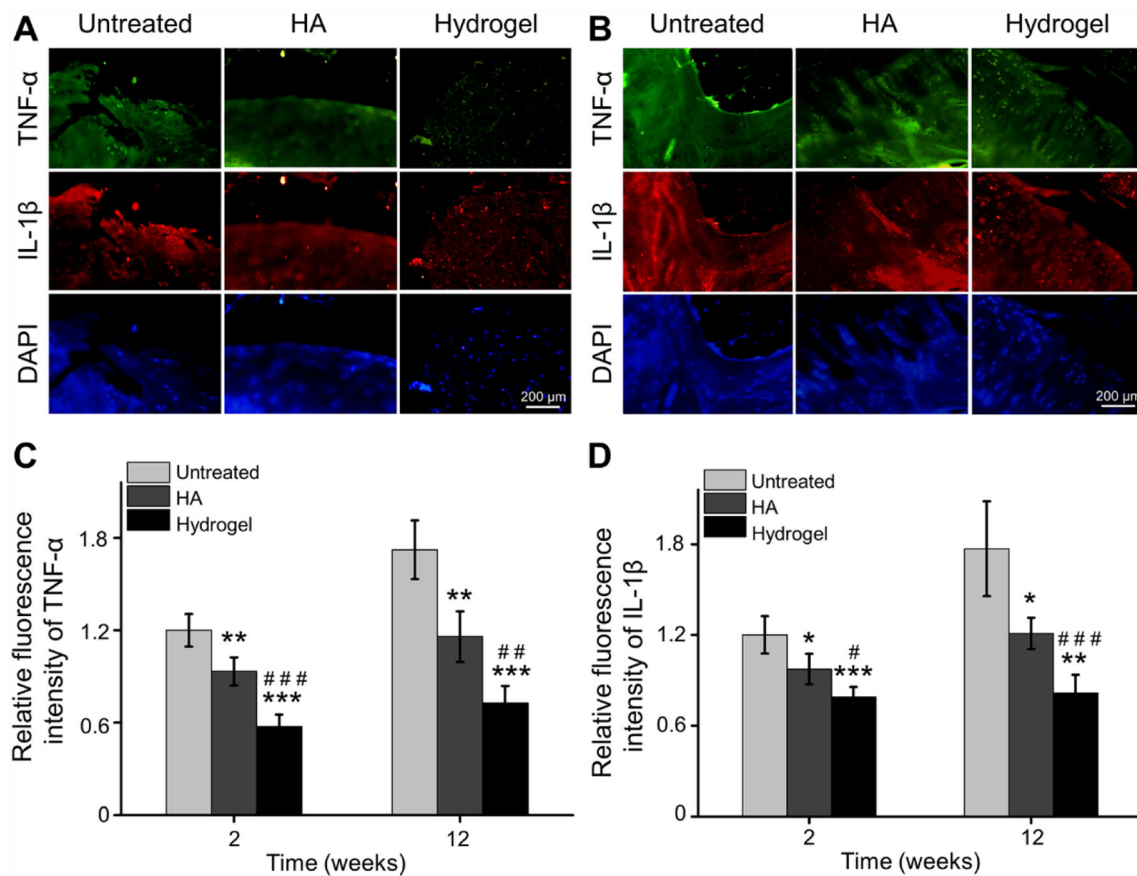 A
Untreated
HA
Hydrogel
TNF-α
IL-1β
DAPI
200 μm
B
Untreated
HA
Hydrogel
TNF-α
IL-1β
DAPI
200 μm
C
Untreated
HA
Hydrogel
Relative fluorescence
intensity of TNF-α
1.8
1.2
0.6
0
**
###
***
**
##
***
2
12
Time (weeks)
D
Untreated
HA
Hydrogel
Relative fluorescence
intensity of IL-1β
1.8
1.2
0.6
0
*
#
***
*
###
**
2
12
Time (weeks)